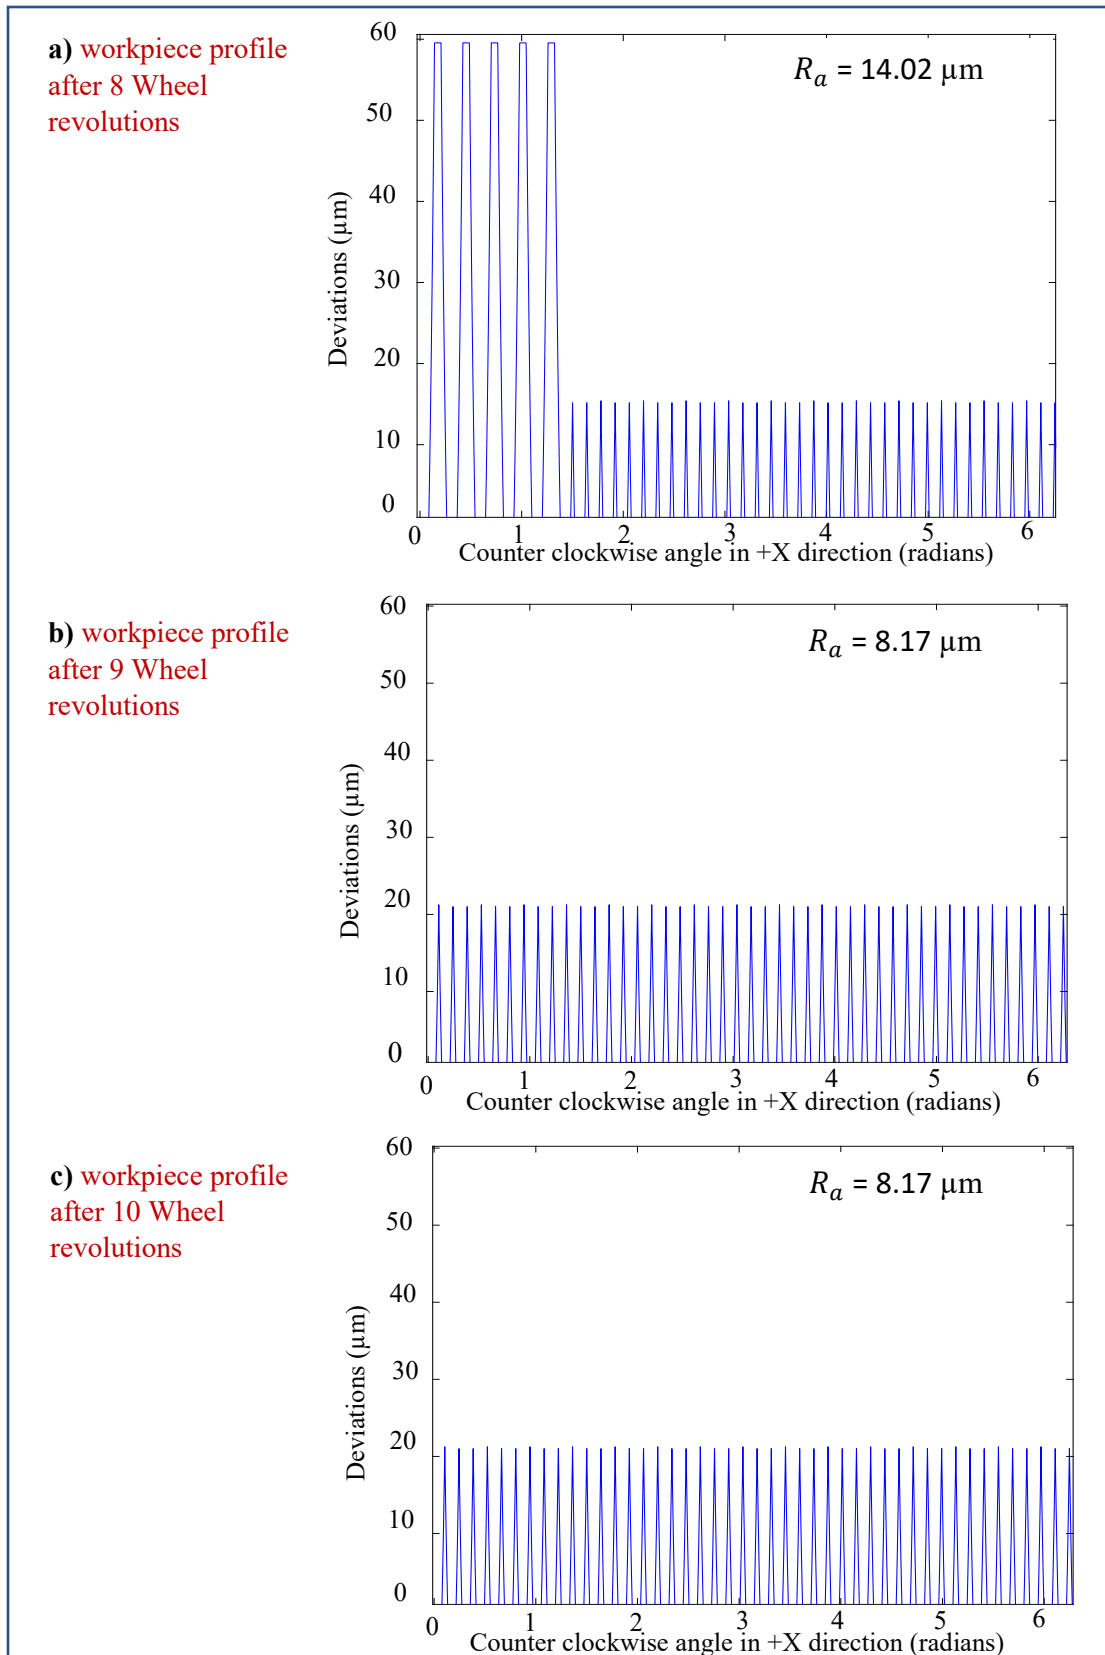 a) workpiece profile
after 8 Wheel
revolutions
R_a = 14.02 μm
60
50
40
30
20
10
0
Deviations (μm)
0 1 2 3 4 5 6
Counter clockwise angle in +X direction (radians)
b) workpiece profile
after 9 Wheel
revolutions
R_a = 8.17 μm
60
50
40
30
20
10
0
Deviations (μm)
0 1 2 3 4 5 6
Counter clockwise angle in +X direction (radians)
c) workpiece profile
after 10 Wheel
revolutions
R_a = 8.17 μm
60
50
40
30
20
10
0
Deviations (μm)
0 1 2 3 4 5 6
Counter clockwise angle in +X direction (radians)